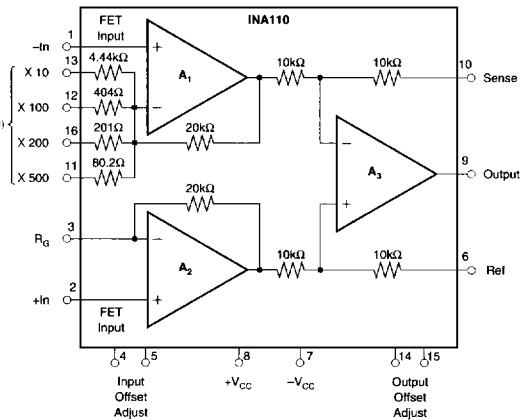 INA110
FET
Input
1
–In
13
X 10
4.44kΩ
12
X 100
404Ω
16
X 200
201Ω
11
X 500
80.2Ω
)
A1
20kΩ
10kΩ
10kΩ
10
Sense
A3
9
Output
20kΩ
3
RG
A2
10kΩ
10kΩ
6
Ref
2
+In
FET
Input
4
5
8
7
14
15
Input
Offset
Adjust
+VCC
–VCC
Output
Offset
Adjust